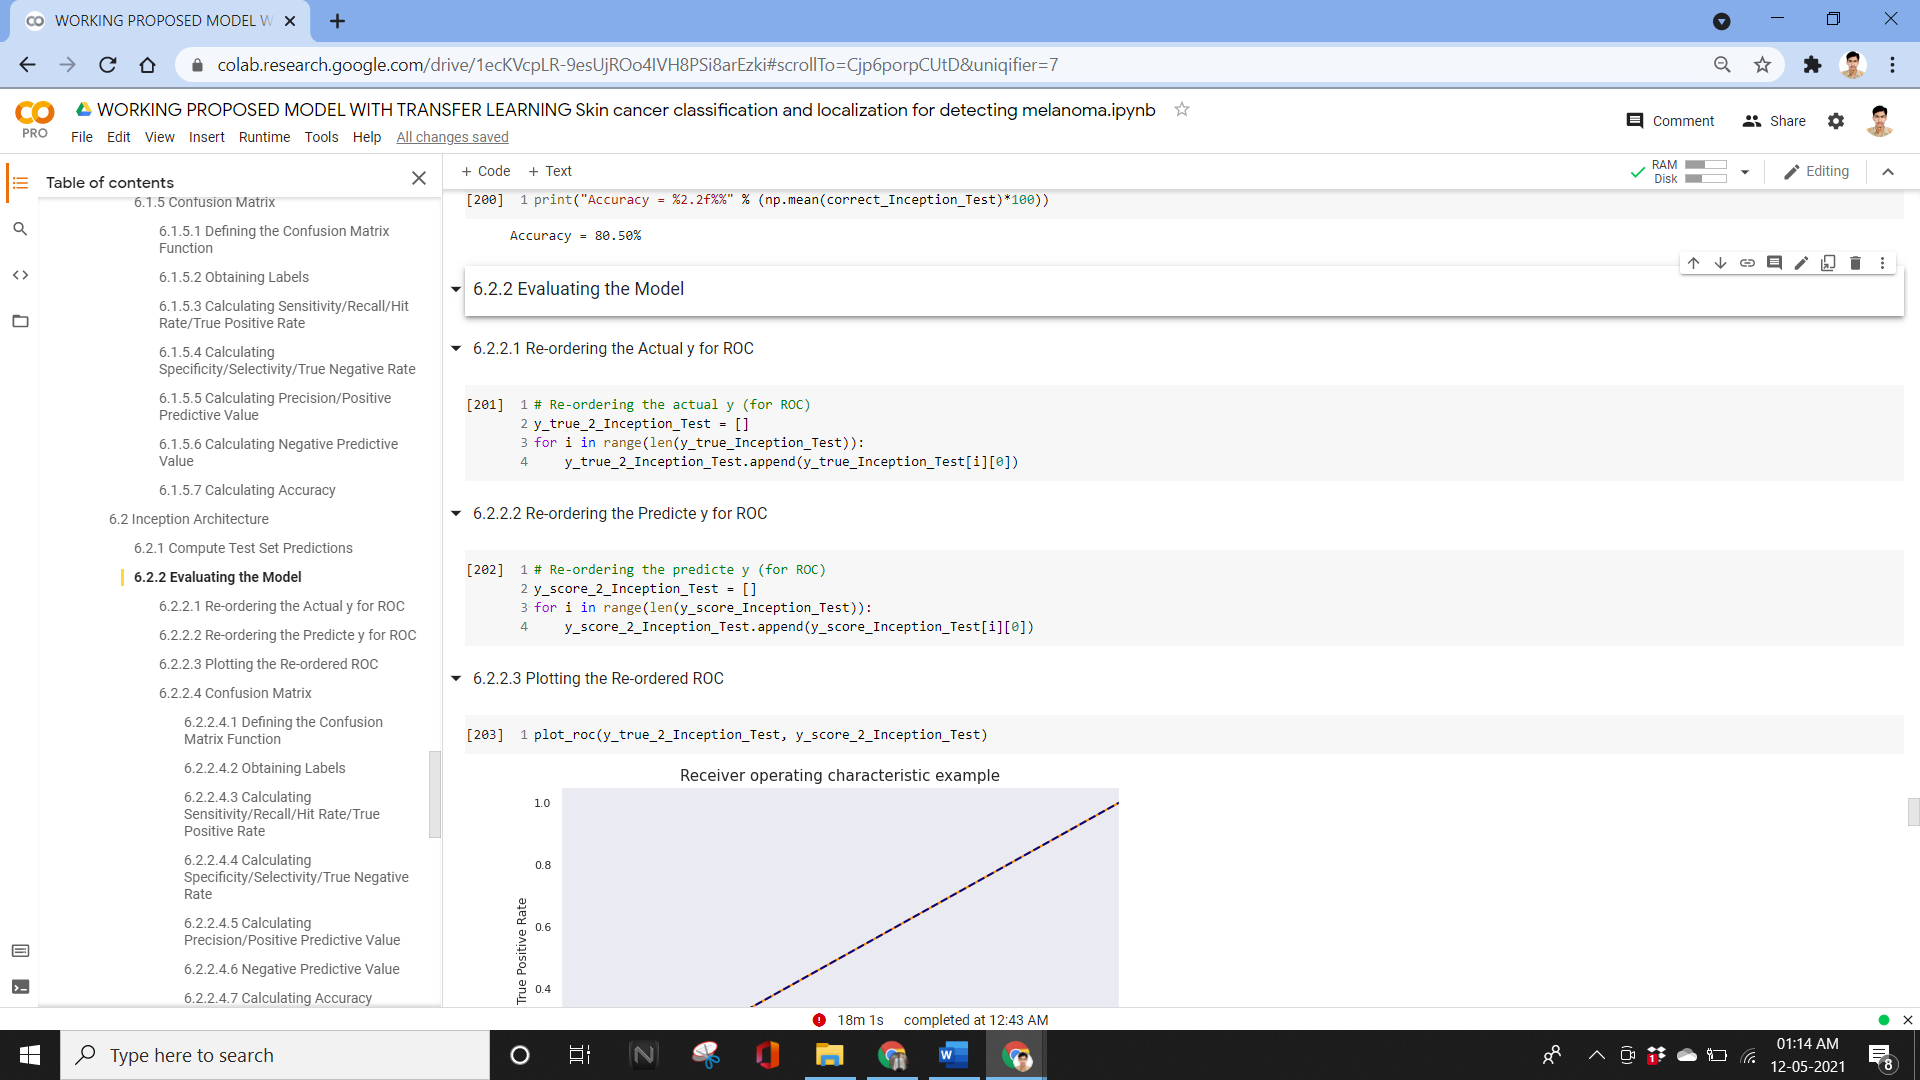 WORKING PROPOSED MODEL W
colab.research.google.com/drive/1ecKVcpLR-9esUjROo4IVH8PSi8arEzki#scrollTo=Cjp6porpCUtD&uniqifier=7
PRO
WORKING PROPOSED MODEL WITH TRANSFER LEARNING Skin cancer classification and localization for detecting melanoma.ipynb
File Edit View Insert Runtime Tools Help All changes saved
Comment Share
Table of contents
6.1.5 Confusion Matrix
6.1.5.1 Defining the Confusion Matrix
Function
6.1.5.2 Obtaining Labels
6.1.5.3 Calculating Sensitivity/Recall/Hit
Rate/True Positive Rate
6.1.5.4 Calculating
Specificity/Selectivity/True Negative Rate
6.1.5.5 Calculating Precision/Positive
Predictive Value
6.1.5.6 Calculating Negative Predictive
Value
6.1.5.7 Calculating Accuracy
6.2 Inception Architecture
6.2.1 Compute Test Set Predictions
6.2.2 Evaluating the Model
6.2.2.1 Re-ordering the Actual y for ROC
6.2.2.2 Re-ordering the Predicte y for ROC
6.2.2.3 Plotting the Re-ordered ROC
6.2.2.4 Confusion Matrix
6.2.2.4.1 Defining the Confusion
Matrix Function
6.2.2.4.2 Obtaining Labels
6.2.2.4.3 Calculating
Sensitivity/Recall/Hit Rate/True
Positive Rate
6.2.2.4.4 Calculating
Specificity/Selectivity/True Negative
Rate
6.2.2.4.5 Calculating
Precision/Positive Predictive Value
6.2.2.4.6 Negative Predictive Value
6.2.2.4.7 Calculating Accuracy
+ Code + Text
RAM
Disk
Editing
[200] 1 print("Accuracy = %2.2f%%" % (np.mean(correct_Inception_Test)*100))
Accuracy = 80.50%
6.2.2 Evaluating the Model
6.2.2.1 Re-ordering the Actual y for ROC
[201] 1 # Re-ordering the actual y (for ROC)
2 y_true_2_Inception_Test = []
3 for i in range(len(y_true_Inception_Test)):
4 y_true_2_Inception_Test.append(y_true_Inception_Test[i][0])
6.2.2.2 Re-ordering the Predicte y for ROC
[202] 1 # Re-ordering the predicte y (for ROC)
2 y_score_2_Inception_Test = []
3 for i in range(len(y_score_Inception_Test)):
4 y_score_2_Inception_Test.append(y_score_Inception_Test[i][0])
6.2.2.3 Plotting the Re-ordered ROC
[203] 1 plot_roc(y_true_2_Inception_Test, y_score_2_Inception_Test)
Receiver operating characteristic example
1.0
0.8
0.6
0.4
True Positive Rate
18m 1s completed at 12:43 AM
Type here to search
01:14 AM
12-05-2021
8